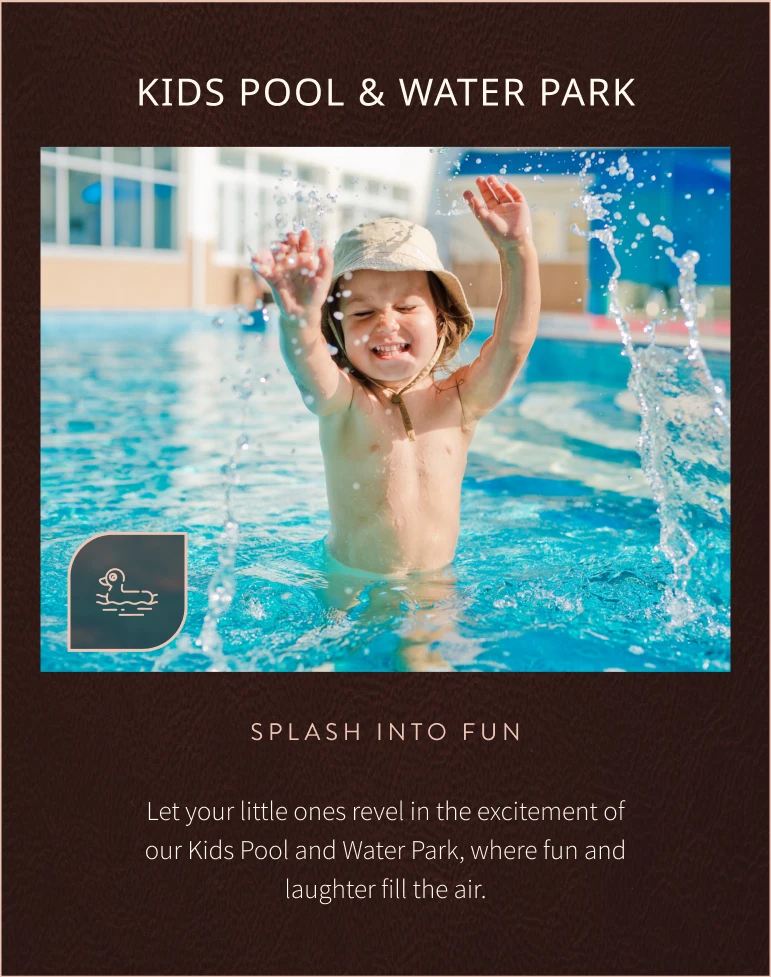 KIDS POOL & WATER PARK
SPLASH INTO FUN
Let your little ones revel in the excitement of
our Kids Pool and Water Park, where fun and
laughter fill the air.